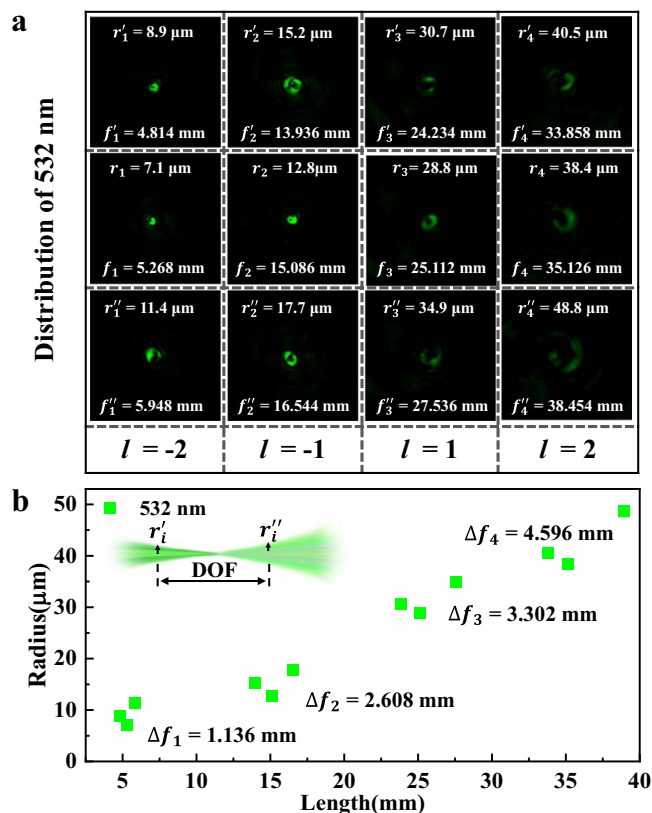 a
Distribution of 532 nm
r′₁ = 8.9 μm
r′₂ = 15.2 μm
r′₃ = 30.7 μm
r′₄ = 40.5 μm
f′₁ = 4.814 mm
f′₂ = 13.936 mm
f′₃ = 24.234 mm
f′₄ = 33.858 mm
r₁ = 7.1 μm
r₂ = 12.8μm
r₃= 28.8 μm
r₄ = 38.4 μm
f₁ = 5.268 mm
f₂ = 15.086 mm
f₃ = 25.112 mm
f₄ = 35.126 mm
r″₁ = 11.4 μm
r″₂ = 17.7 μm
r″₃ = 34.9 μm
r″₄ = 48.8 μm
f″₁ = 5.948 mm
f″₂ = 16.544 mm
f″₃ = 27.536 mm
f″₄ = 38.454 mm
l = -2
l = -1
l = 1
l = 2
b
Radius(μm)
50
40
30
20
10
0
532 nm
r′ᵢ
r″ᵢ
DOF
Δf₄ = 4.596 mm
Δf₃ = 3.302 mm
Δf₂ = 2.608 mm
Δf₁ = 1.136 mm
5
10
15
20
25
30
35
40
Length(mm)